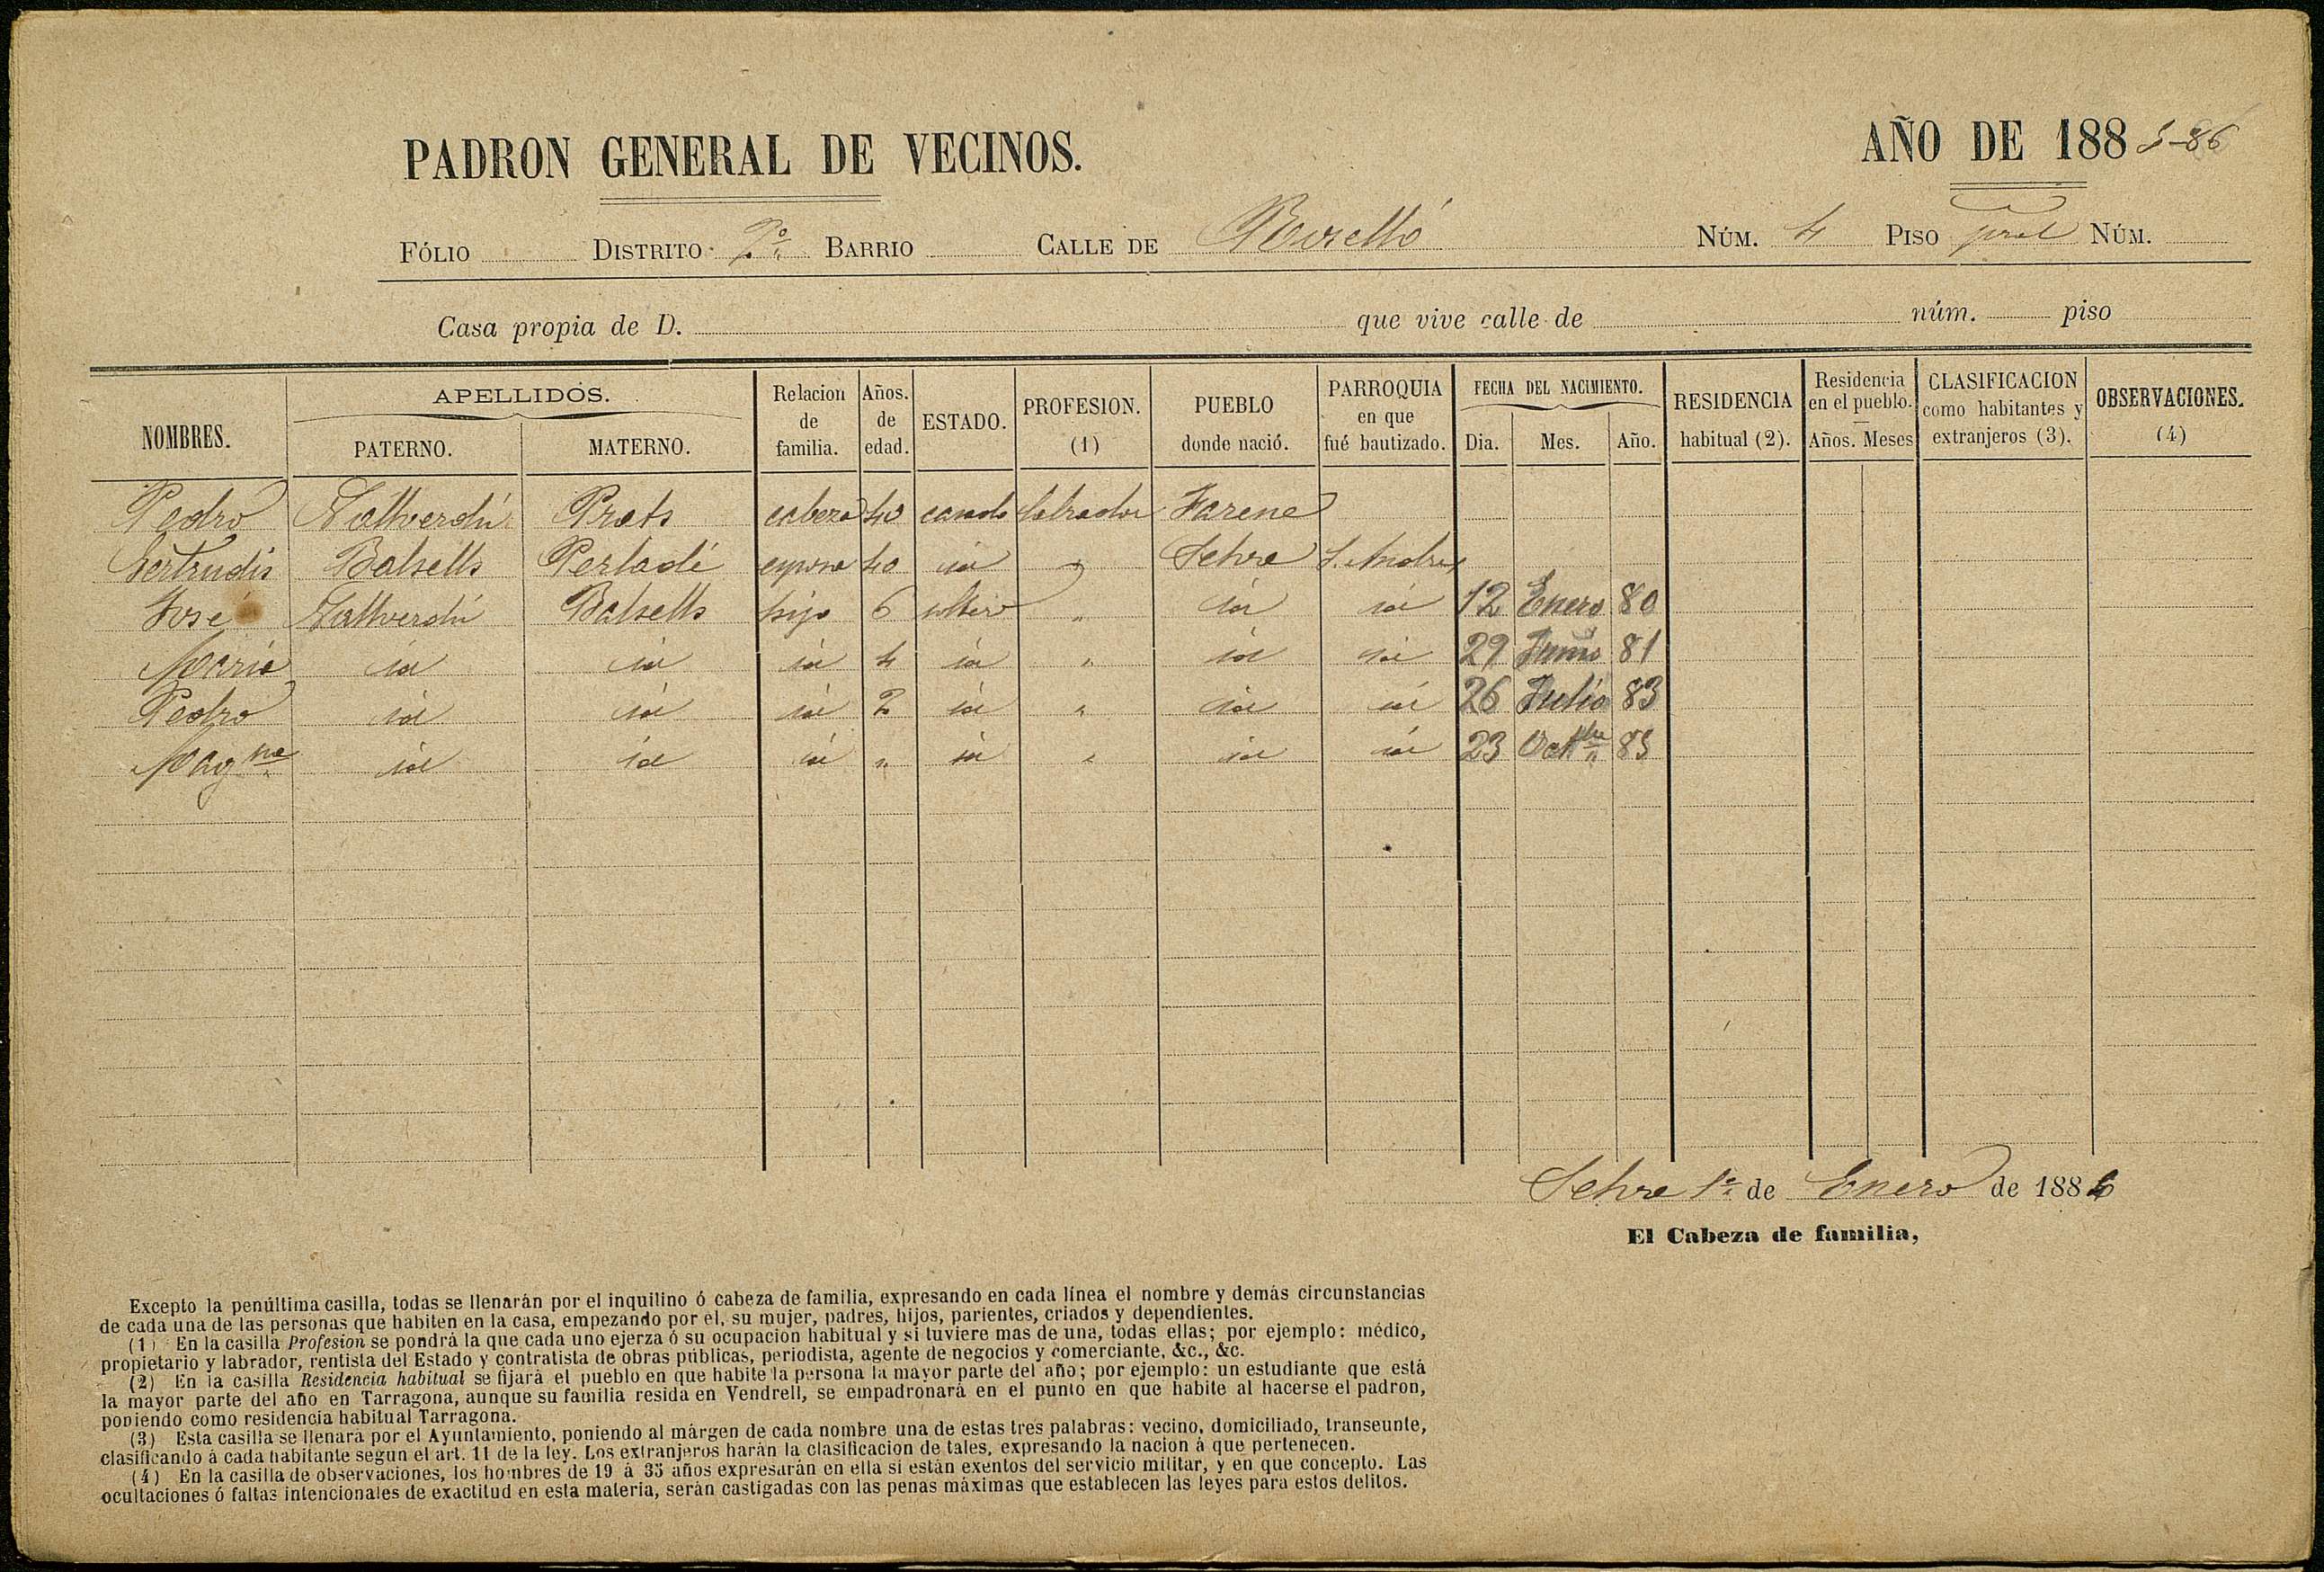 PADRON GENERAL DE VECINOS. AÑO DE 1885-86
FÓLIO DISTRITO 2º BARRIO CALLE DE Roselló NÚM. 4 PISO pral NÚM.
Casa propia de D. que vive calle de núm. piso
NOMBRES. APELLIDOS. PATERNO. MATERNO. Relacion de familia. Años. de edad. ESTADO. PROFESION. (1) PUEBLO donde nació. PARROQUIA en que fué bautizado. FECHA DEL NACIMIENTO. Dia. Mes. Año. RESIDENCIA habitual (2). Residencia en el pueblo. Años. Meses CLASIFICACION como habitantes y extranjeros (3). OBSERVACIONES. (4)
Pedro Vallverdú Prats cabeza 40 casado labrador Farena
Gertrudis Balsells esposa 40 id " Selva S. Andres
José Vallverdú Balsells hijo 6 soltero " id id 12 Enero 80
Maria id id id 4 id " id id 29 Junio 81
Pedro id id id 2 id " id id 26 Julio 83
Magna id id id " id " id id 23 Octbre 85
Selva 1º de Enero de 1886
El Cabeza de familia,
Excepto la penúltima casilla, todas se llenarán por el inquilino ó cabeza de familia, expresando en cada línea el nombre y demás circunstancias
de cada una de las personas que habiten en la casa, empezando por él, su mujer, padres, hijos, parientes, criados y dependientes.
(1) En la casilla Profesion se pondrá la que cada uno ejerza ó su ocupacion habitual y si tuviere mas de una, todas ellas; por ejemplo: médico,
propietario y labrador, rentista del Estado y contratista de obras públicas, periodista, agente de negocios y comerciante, &c., &c.
(2) En la casilla Residencia habitual se fijará el pueblo en que habite la persona la mayor parte del año; por ejemplo: un estudiante que está
la mayor parte del año en Tarragona, aunque su familia resida en Vendrell, se empadronará en el punto en que habite al hacerse el padron,
poniendo como residencia habitual Tarragona.
(3) Esta casilla se llenará por el Ayuntamiento, poniendo al márgen de cada nombre una de estas tres palabras: vecino, domiciliado, transeunte,
clasificando á cada habitante segun el art. 11 de la ley. Los extranjeros harán la clasificacion de tales, expresando la nacion á que pertenecen.
(4) En la casilla de observaciones, los hombres de 19 á 35 años expresarán en ella si están exentos del servicio militar, y en que concepto. Las
ocultaciones ó faltas intencionales de exactitud en esta materia, serán castigadas con las penas máximas que establecen las leyes para estos delitos.